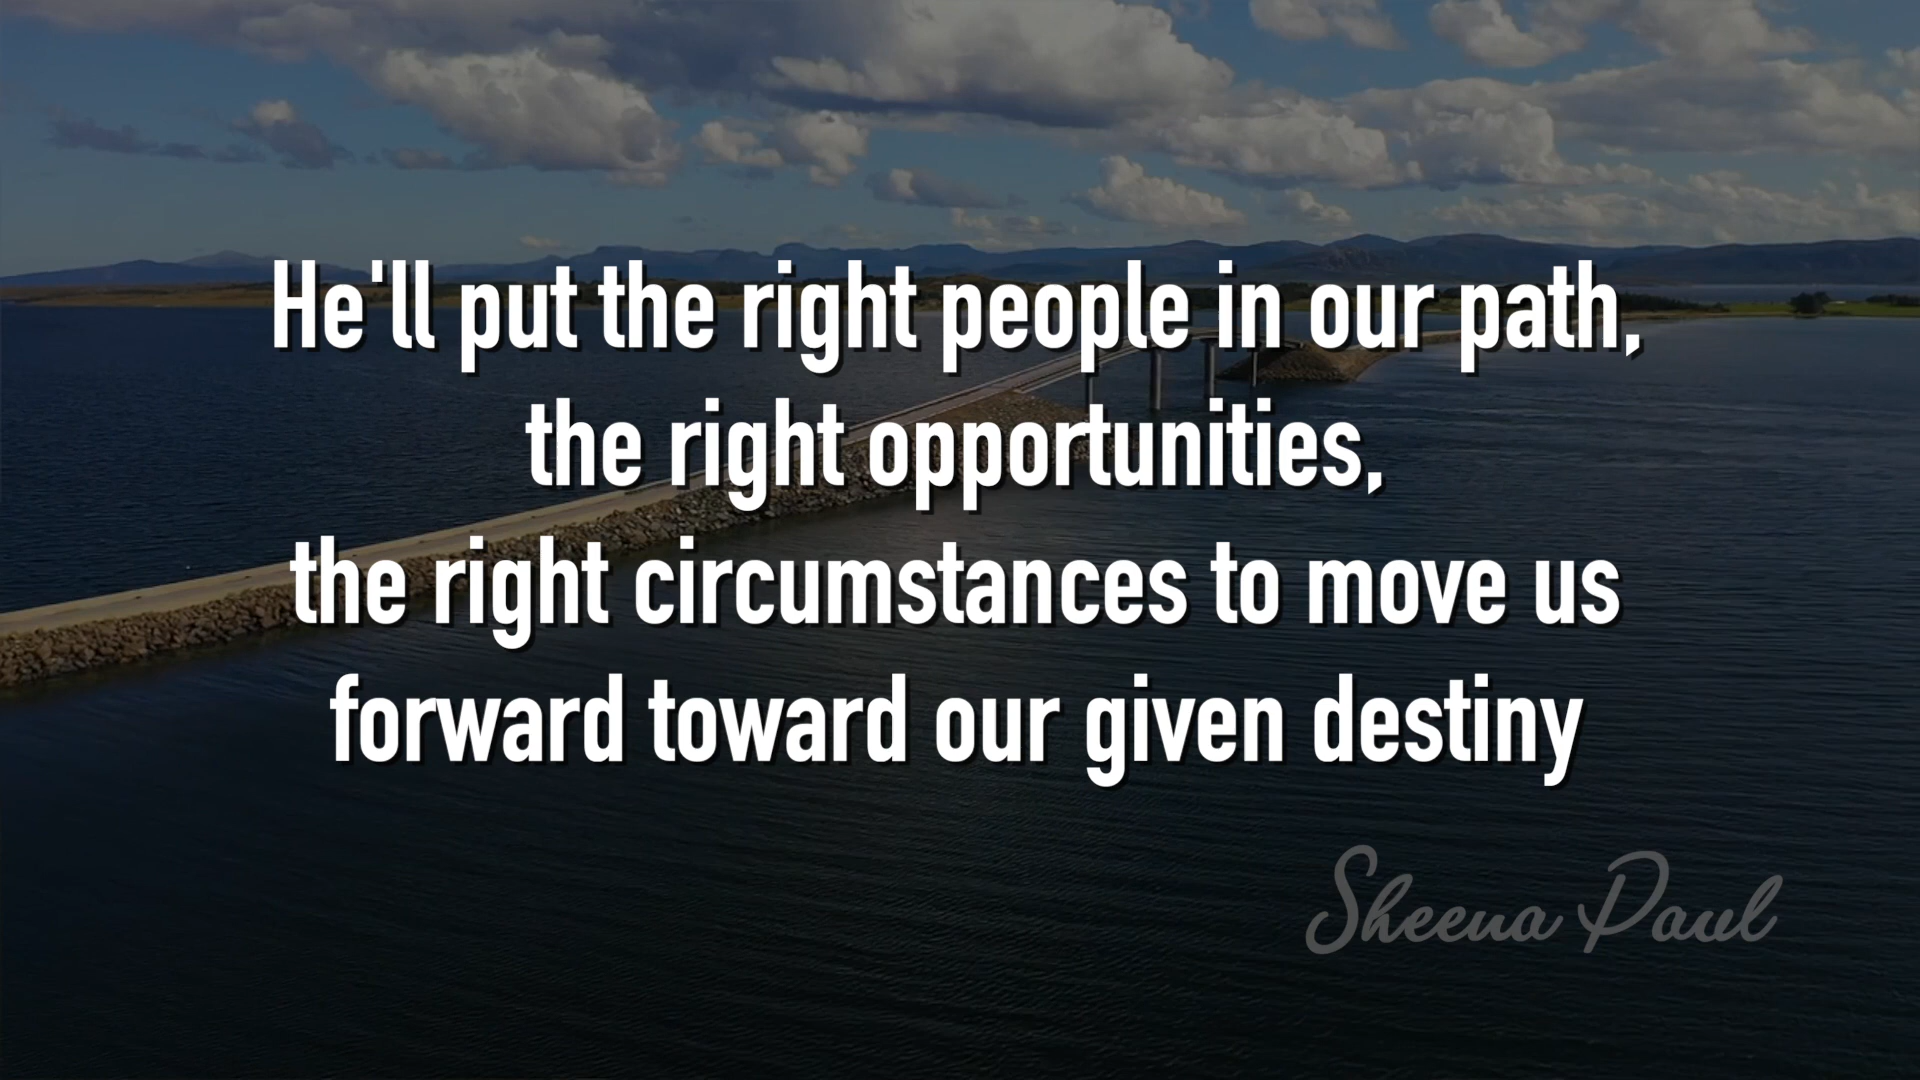 He'll put the right people in our path,
the right opportunities,
the right circumstances to move us
forward toward our given destiny
Sheena Paul